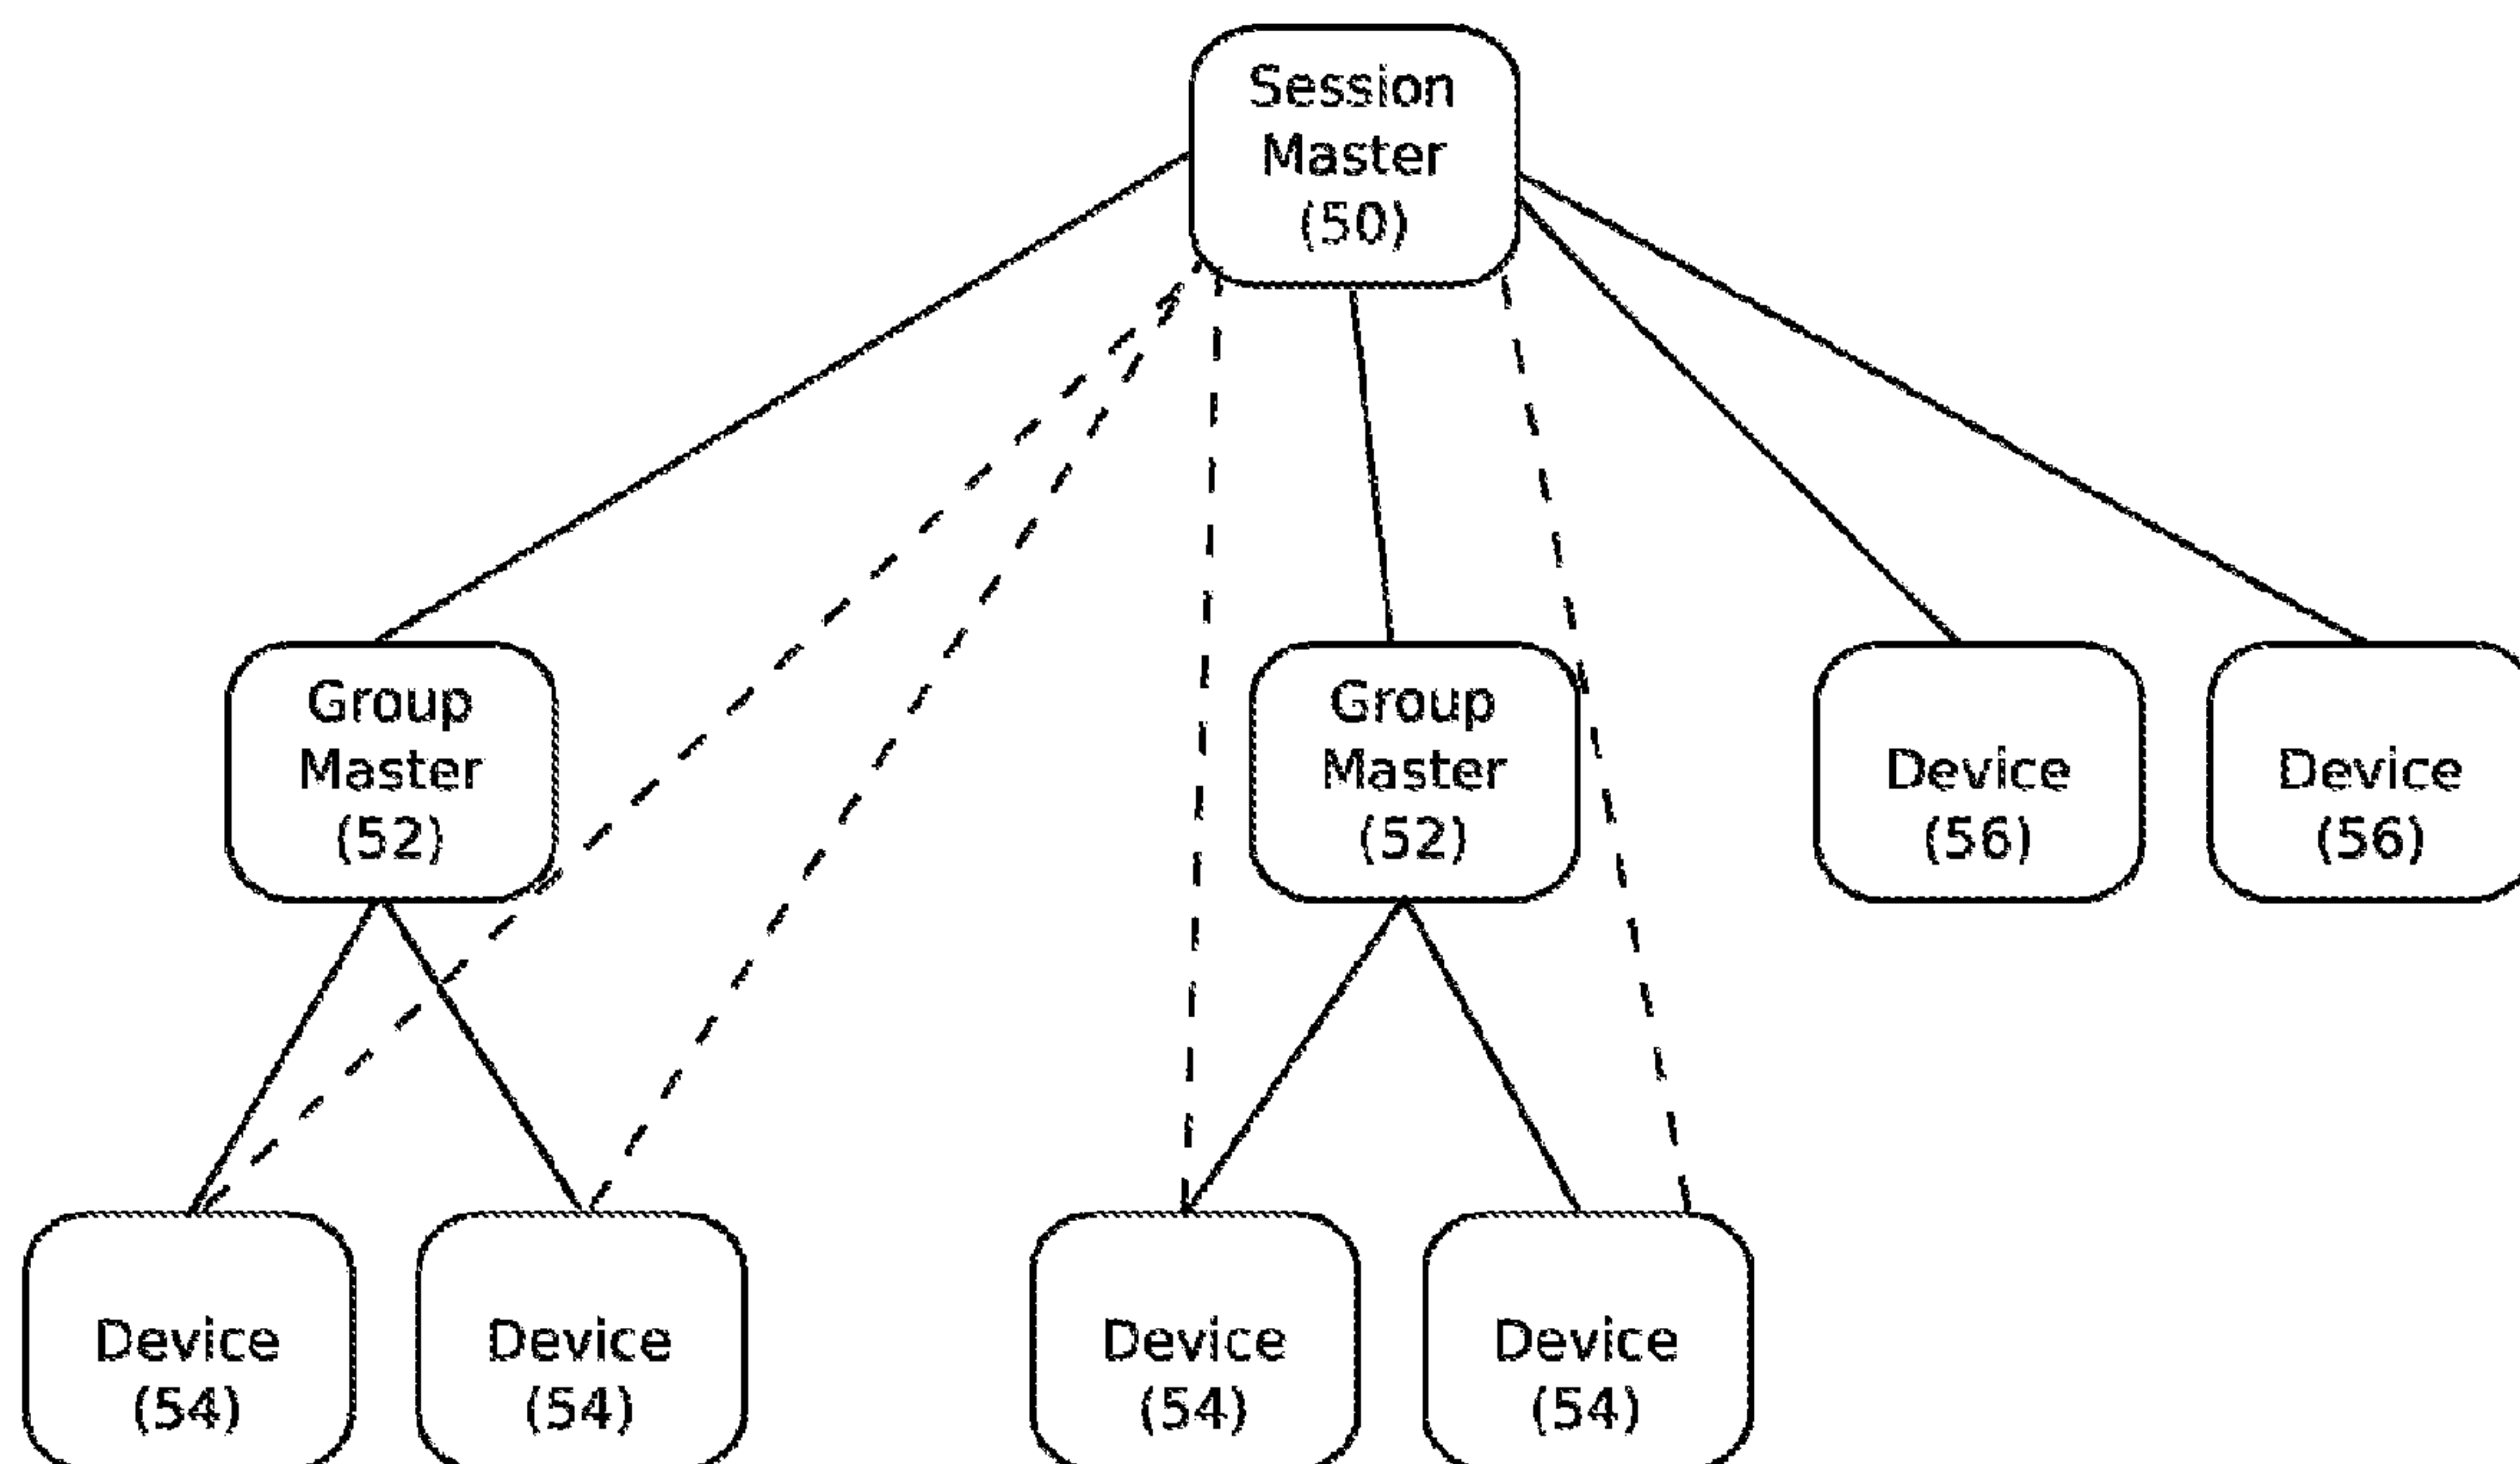 Session
Master
(50)
Group
Master
(52)
Group
Master
(52)
Device
(56)
Device
(56)
Device
(54)
Device
(54)
Device
(54)
Device
(54)